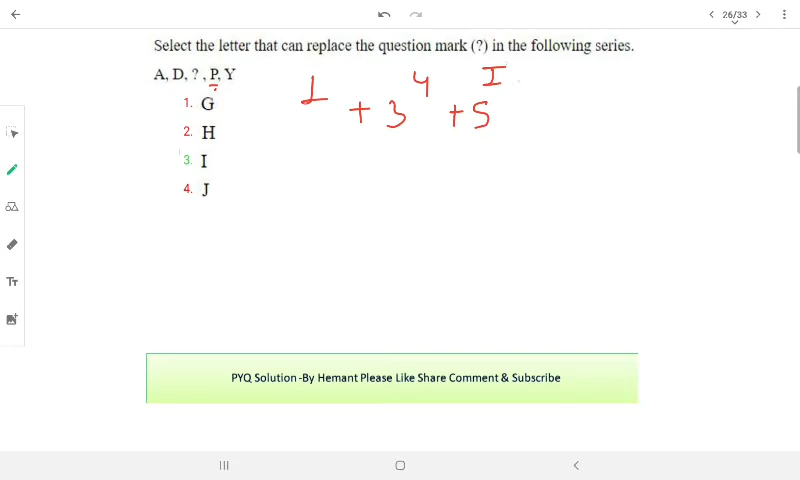 26/33
Select the letter that can replace the question mark (?) in the following series.
A, D, ? , P, Y
1. G
2. H
3. I
4. J
1 4 I
+3 +5
Tт
PYQ Solution -By Hemant Please Like Share Comment & Subscribe